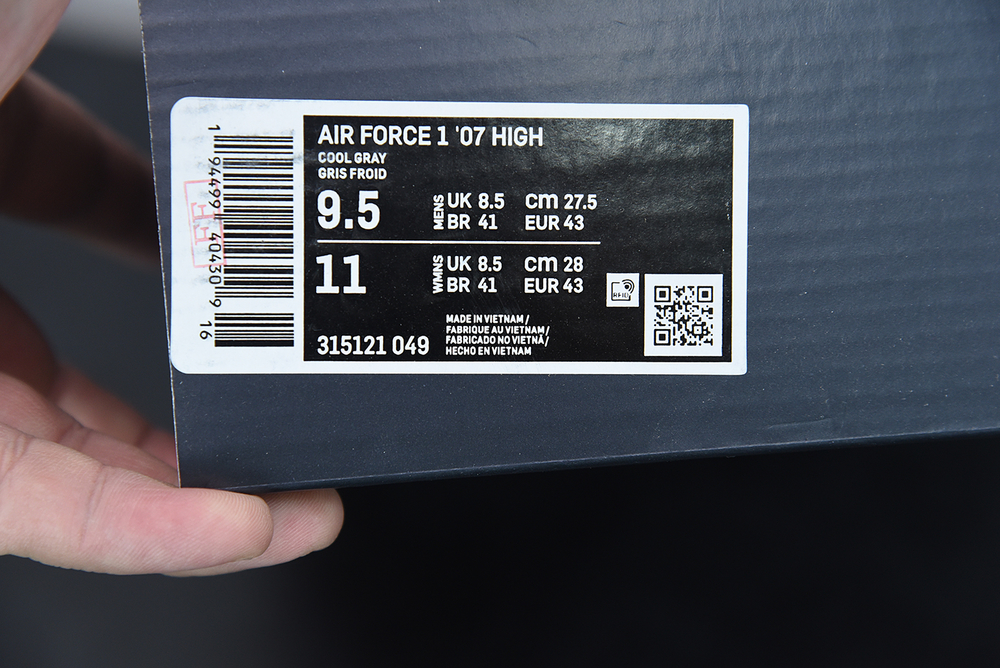 AIR FORCE 1 '07 HIGH
COOL GRAY
GRIS FROID
9.5 MENS UK 8.5 cm 27.5
BR 41 EUR 43
11 WMNS UK 8.5 cm 28
BR 41 EUR 43
315121 049
MADE IN VIETNAM /
FABRIQUE AU VIETNAM /
FABRICADO NO VIETNÃ /
HECHO EN VIETNAM
RFID
1 94499 40430 9 16
FF